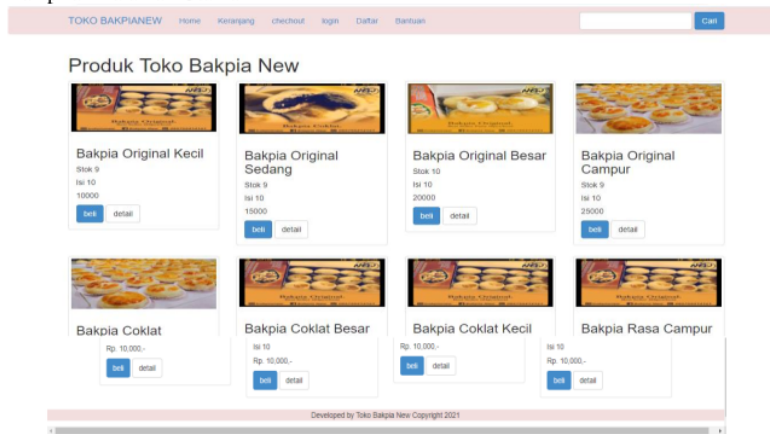 TOKO BAKPIANEW Home Keranjang chechout login Daftar Bantuan Cari
Produk Toko Bakpia New
Bakpia Original Kecil
Stok 9
Isi 10
10000
beli detail
Bakpia Original
Sedang
Stok 9
Isi 10
15000
beli detail
Bakpia Original Besar
Stok 10
Isi 10
20000
beli detail
Bakpia Original
Campur
Stok 9
Isi 10
25000
beli detail
Bakpia Coklat
Rp. 10,000,-
beli detail
Bakpia Coklat Besar
Isi 10
Rp. 10,000,-
beli detail
Bakpia Coklat Kecil
Rp. 10,000,-
beli detail
Bakpia Rasa Campur
Isi 10
Rp. 10,000,-
beli detail
Developed by Toko Bakpia New Copyright 2021